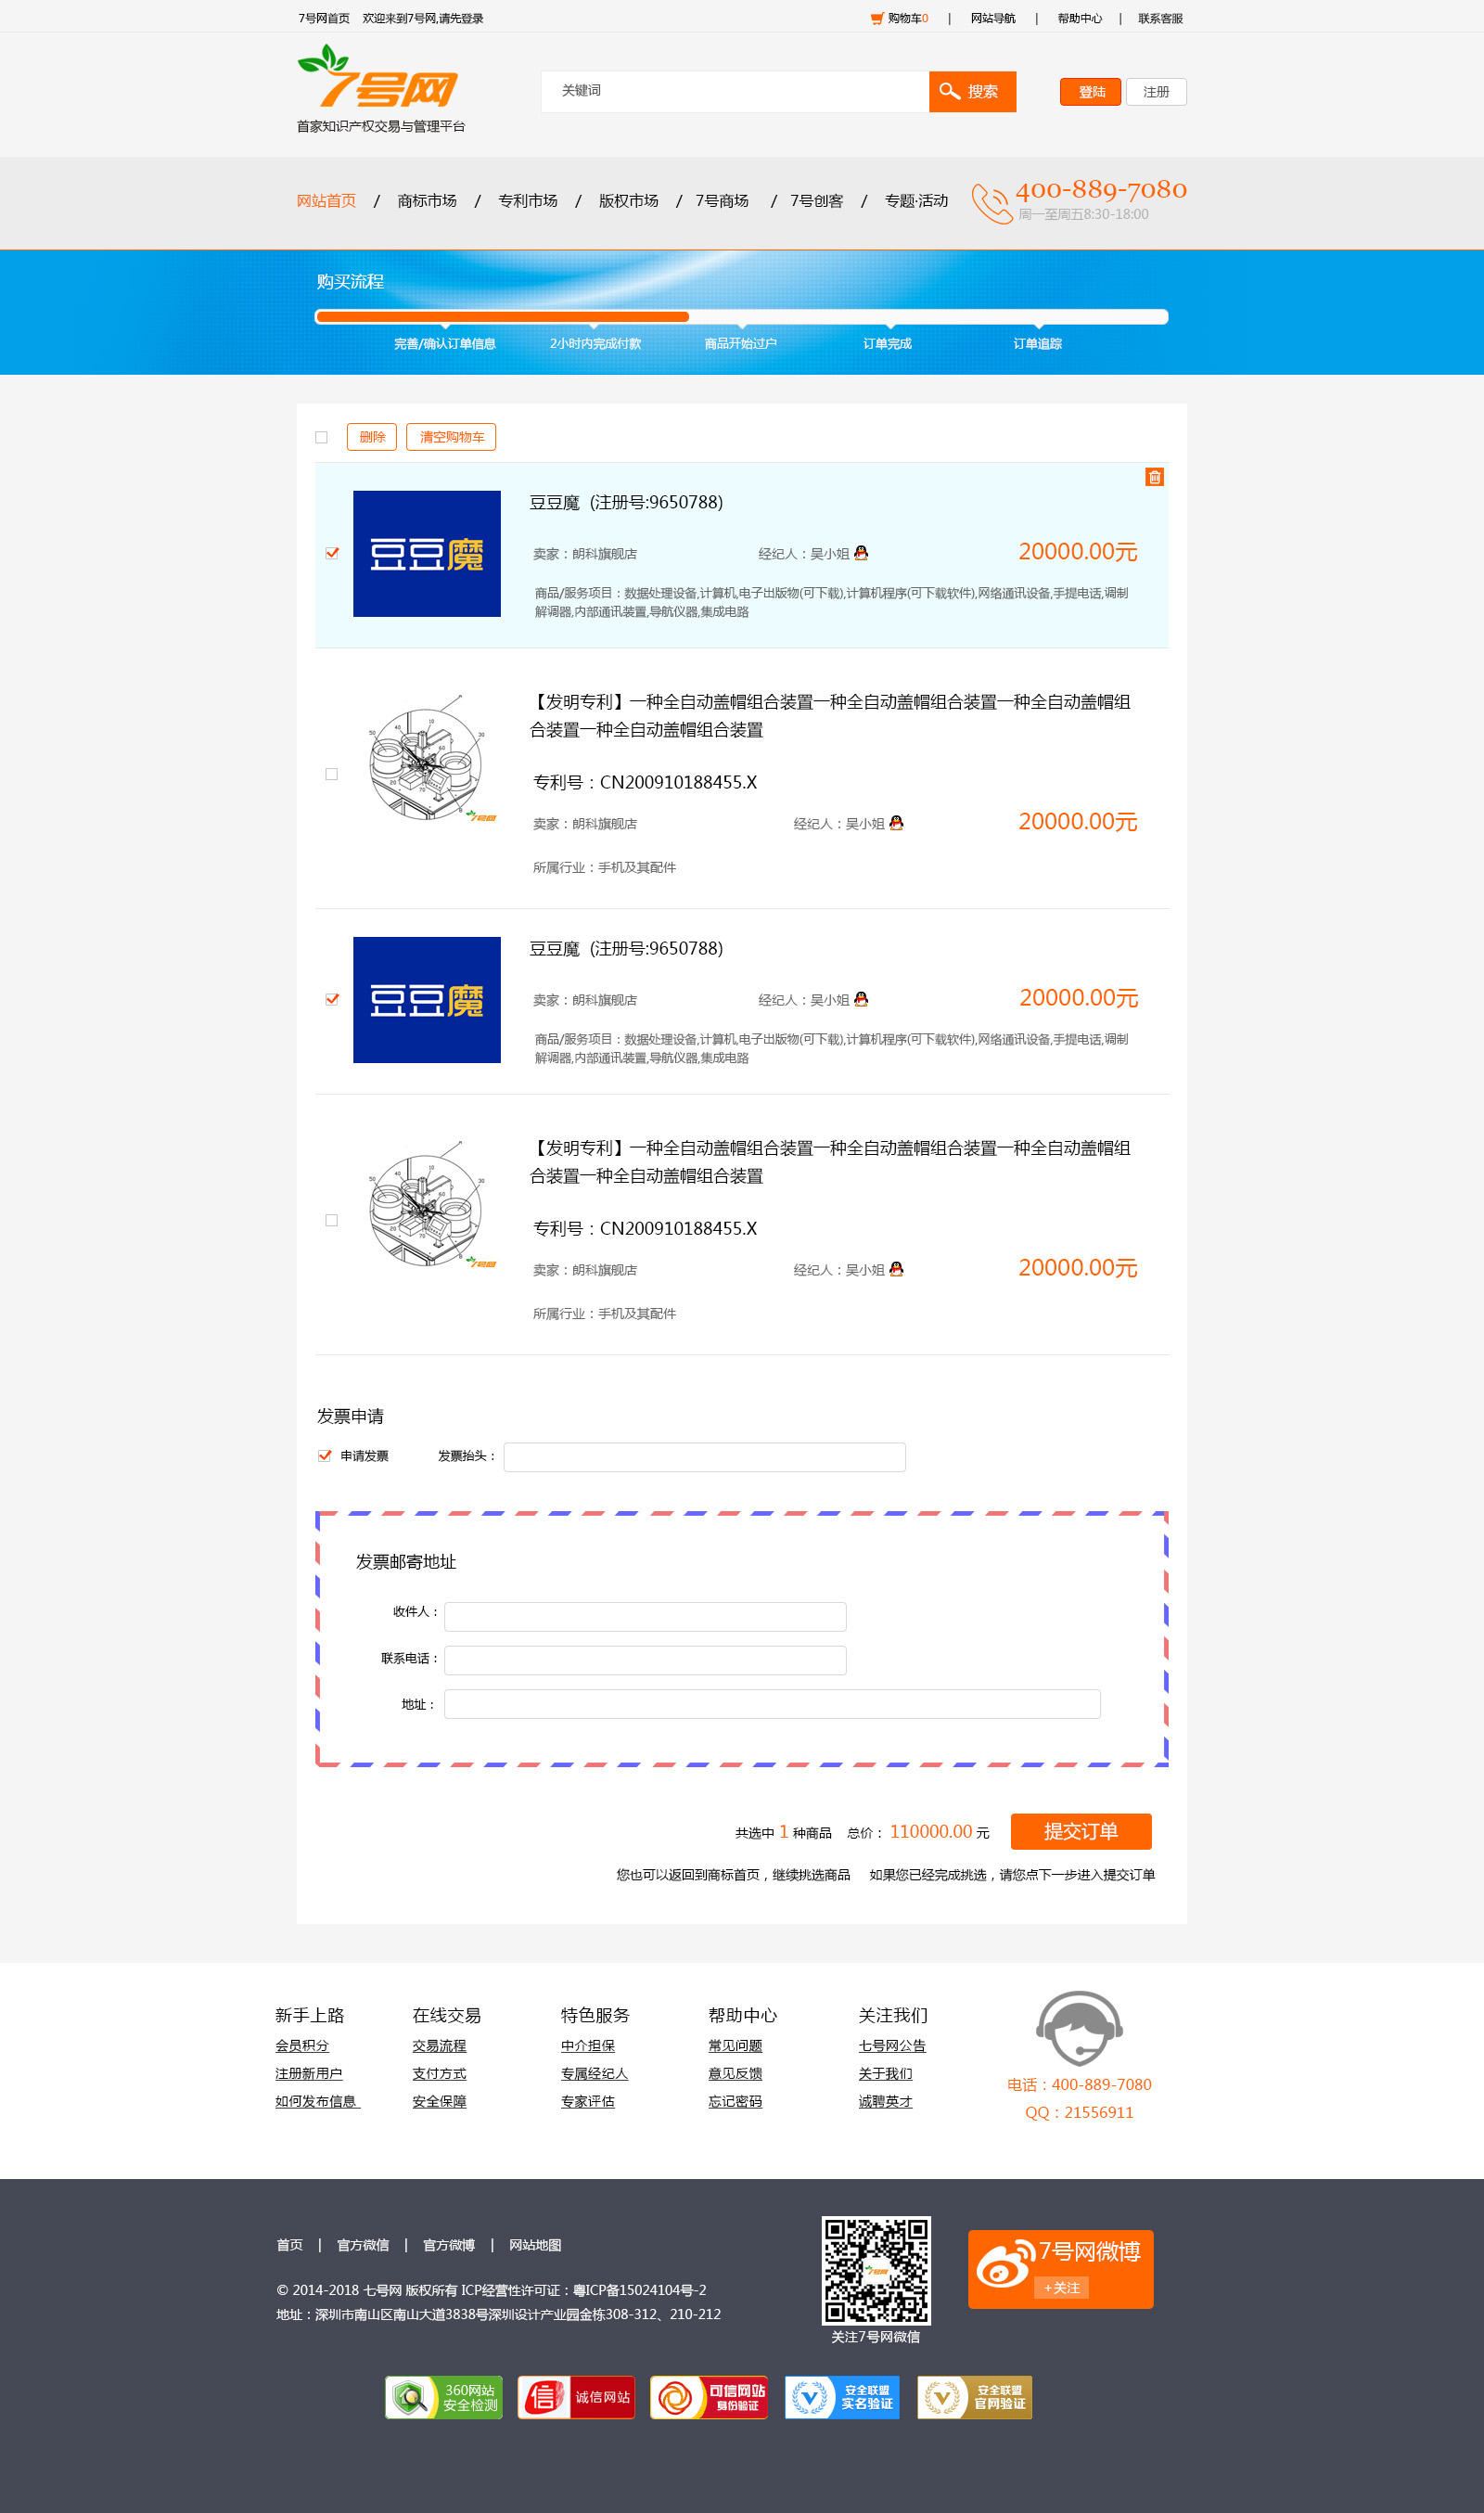 7号网首页 欢迎来到7号网,请先登录 购物车0 | 网站导航 | 帮助中心 | 联系客服
7号网
首家知识产权交易与管理平台
关键词 搜索 登陆 注册
网站首页 / 商标市场 / 专利市场 / 版权市场 / 7号商场 / 7号创客 / 专题·活动
400-889-7080
周一至周五8:30-18:00
购买流程
完善/确认订单信息 2小时内完成付款 商品开始过户 订单完成 订单追踪
删除 清空购物车
豆豆魔
豆豆魔 (注册号:9650788)
卖家：朗科旗舰店 经纪人：吴小姐 20000.00元
商品/服务项目：数据处理设备,计算机,电子出版物(可下载),计算机程序(可下载软件),网络通讯设备,手提电话,调制
解调器,内部通讯装置,导航仪器,集成电路
【发明专利】一种全自动盖帽组合装置一种全自动盖帽组合装置一种全自动盖帽组
合装置一种全自动盖帽组合装置
专利号：CN200910188455.X
卖家：朗科旗舰店 经纪人：吴小姐 20000.00元
所属行业：手机及其配件
50 40 10 30 60 20 70
7号网
豆豆魔
豆豆魔 (注册号:9650788)
卖家：朗科旗舰店 经纪人：吴小姐 20000.00元
商品/服务项目：数据处理设备,计算机,电子出版物(可下载),计算机程序(可下载软件),网络通讯设备,手提电话,调制
解调器,内部通讯装置,导航仪器,集成电路
【发明专利】一种全自动盖帽组合装置一种全自动盖帽组合装置一种全自动盖帽组
合装置一种全自动盖帽组合装置
专利号：CN200910188455.X
卖家：朗科旗舰店 经纪人：吴小姐 20000.00元
所属行业：手机及其配件
50 40 10 30 60 20 70
7号网
发票申请
申请发票 发票抬头：
发票邮寄地址
收件人：
联系电话：
地址：
共选中 1 种商品 总价： 110000.00 元 提交订单
您也可以返回到商标首页，继续挑选商品 如果您已经完成挑选，请您点下一步进入提交订单
新手上路 在线交易 特色服务 帮助中心 关注我们
会员积分 交易流程 中介担保 常见问题 七号网公告
注册新用户 支付方式 专属经纪人 意见反馈 关于我们
如何发布信息 安全保障 专家评估 忘记密码 诚聘英才
电话：400-889-7080
QQ：21556911
首页 | 官方微信 | 官方微博 | 网站地图
© 2014-2018 七号网 版权所有 ICP经营性许可证：粤ICP备15024104号-2
地址：深圳市南山区南山大道3838号深圳设计产业园金栋308-312、210-212
7号网
关注7号网微信
7号网微博
+关注
360网站
安全检测
信 诚信网站
可信网站
身份验证
安全联盟
实名验证
安全联盟
官网验证